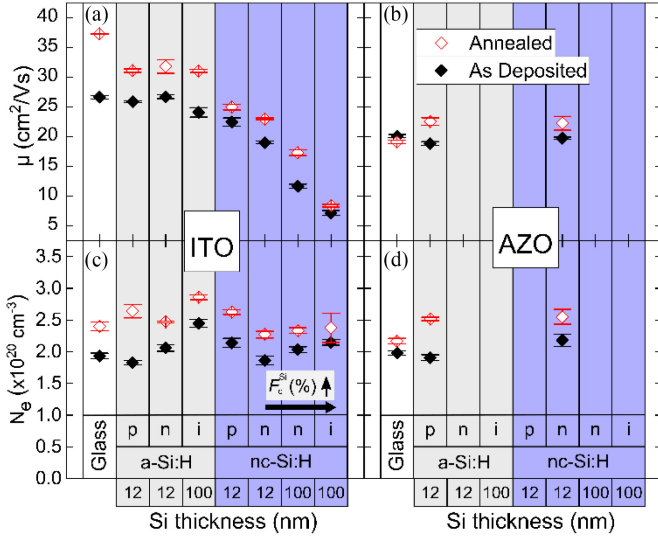 (a)
(b)
Annealed
As Deposited
40
35
30
25
20
15
10
5
μ (cm²/Vs)
ITO
AZO
(c)
(d)
3.5
3.0
2.5
2.0
1.5
1.0
0.5
0.0
Nₑ (x10²⁰ cm⁻³)
F꜀ˢⁱ(%)
Glass p n i p n n i Glass p n i p n n i
a-Si:H nc-Si:H a-Si:H nc-Si:H
12 12 100 12 12 100 100 12 12 100 12 12 100 100
Si thickness (nm) Si thickness (nm)